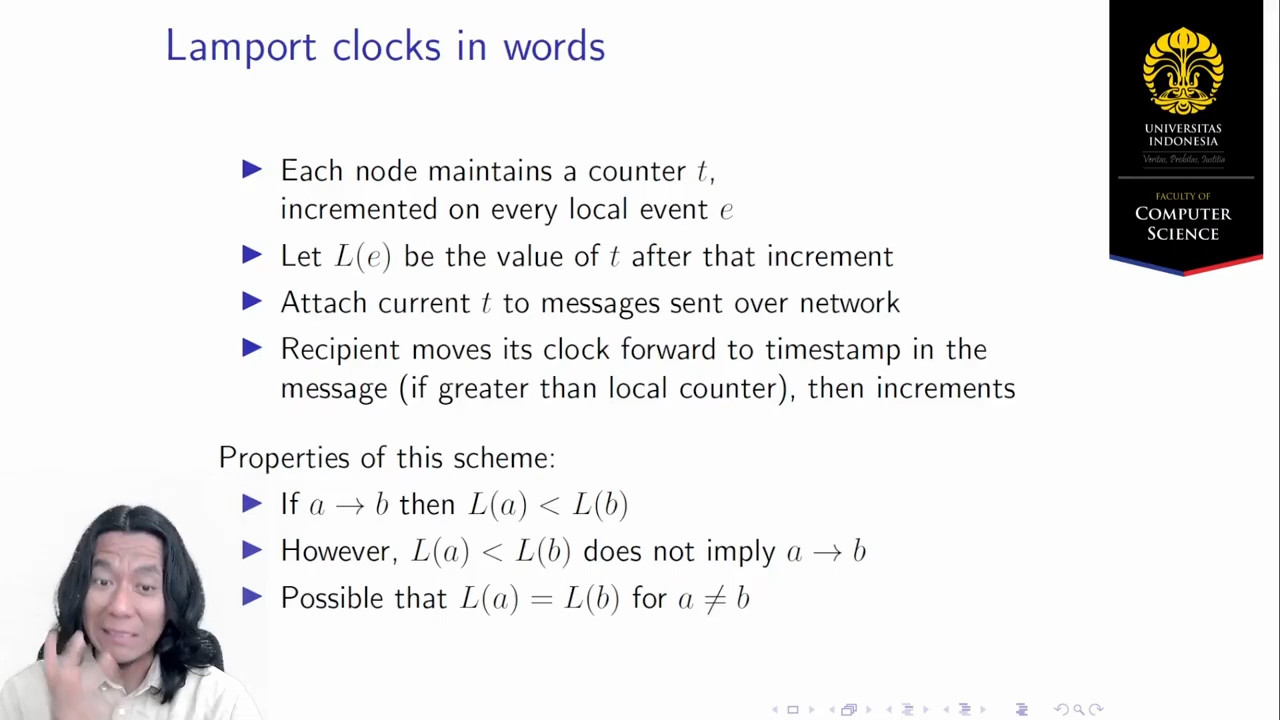 Lamport clocks in words
UNIVERSITAS
INDONESIA
Veritas, Probitas, Iustitia
FACULTY OF
COMPUTER
SCIENCE
▶ Each node maintains a counter t,
incremented on every local event e
▶ Let L(e) be the value of t after that increment
▶ Attach current t to messages sent over network
▶ Recipient moves its clock forward to timestamp in the
message (if greater than local counter), then increments
Properties of this scheme:
▶ If a → b then L(a) < L(b)
▶ However, L(a) < L(b) does not imply a → b
▶ Possible that L(a) = L(b) for a ≠ b